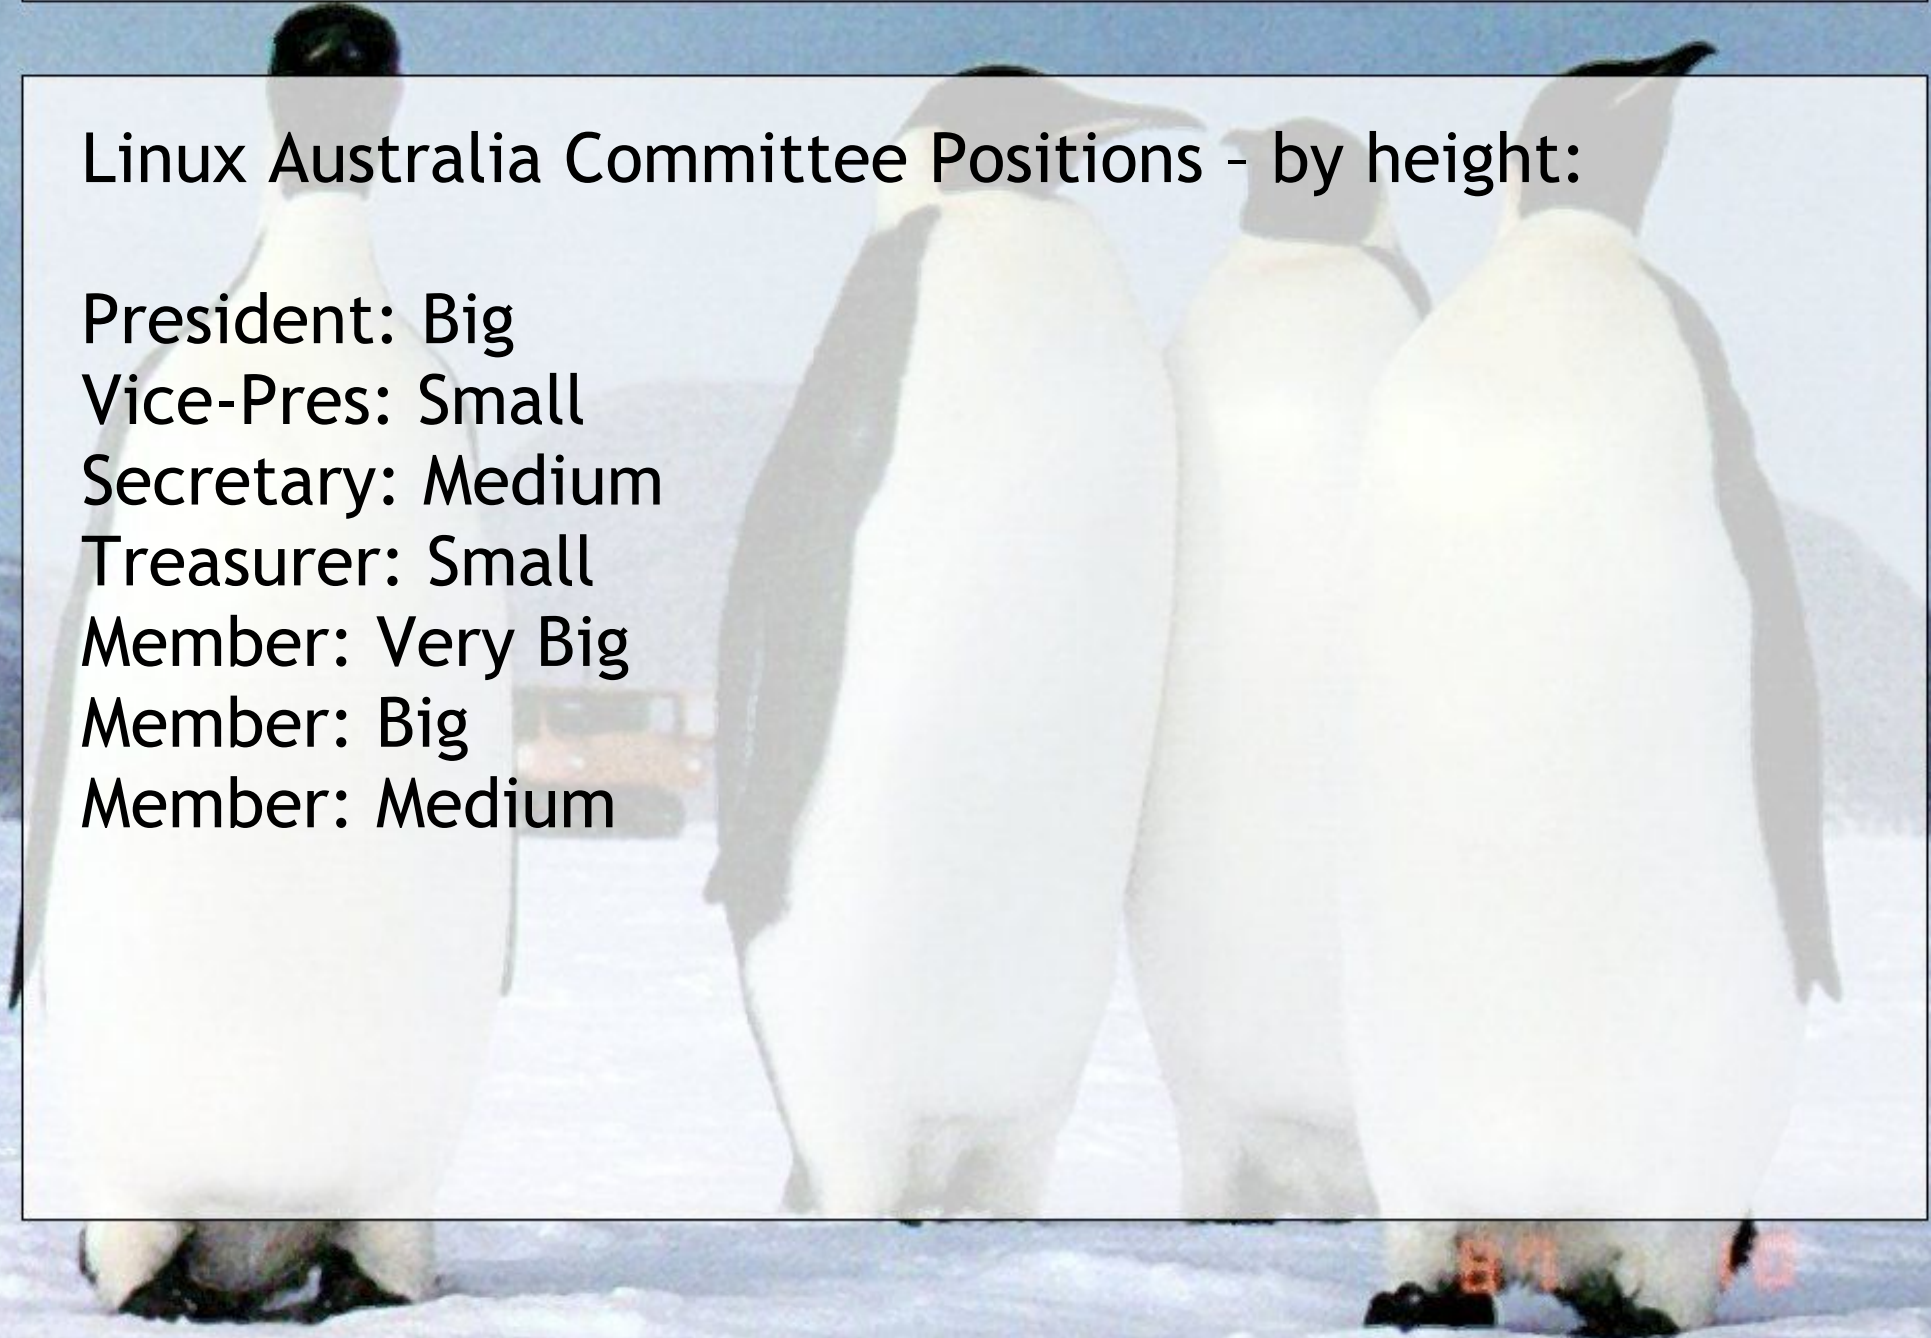 Linux Australia Committee Positions – by height:
President: Big
Vice-Pres: Small
Secretary: Medium
Treasurer: Small
Member: Very Big
Member: Big
Member: Medium